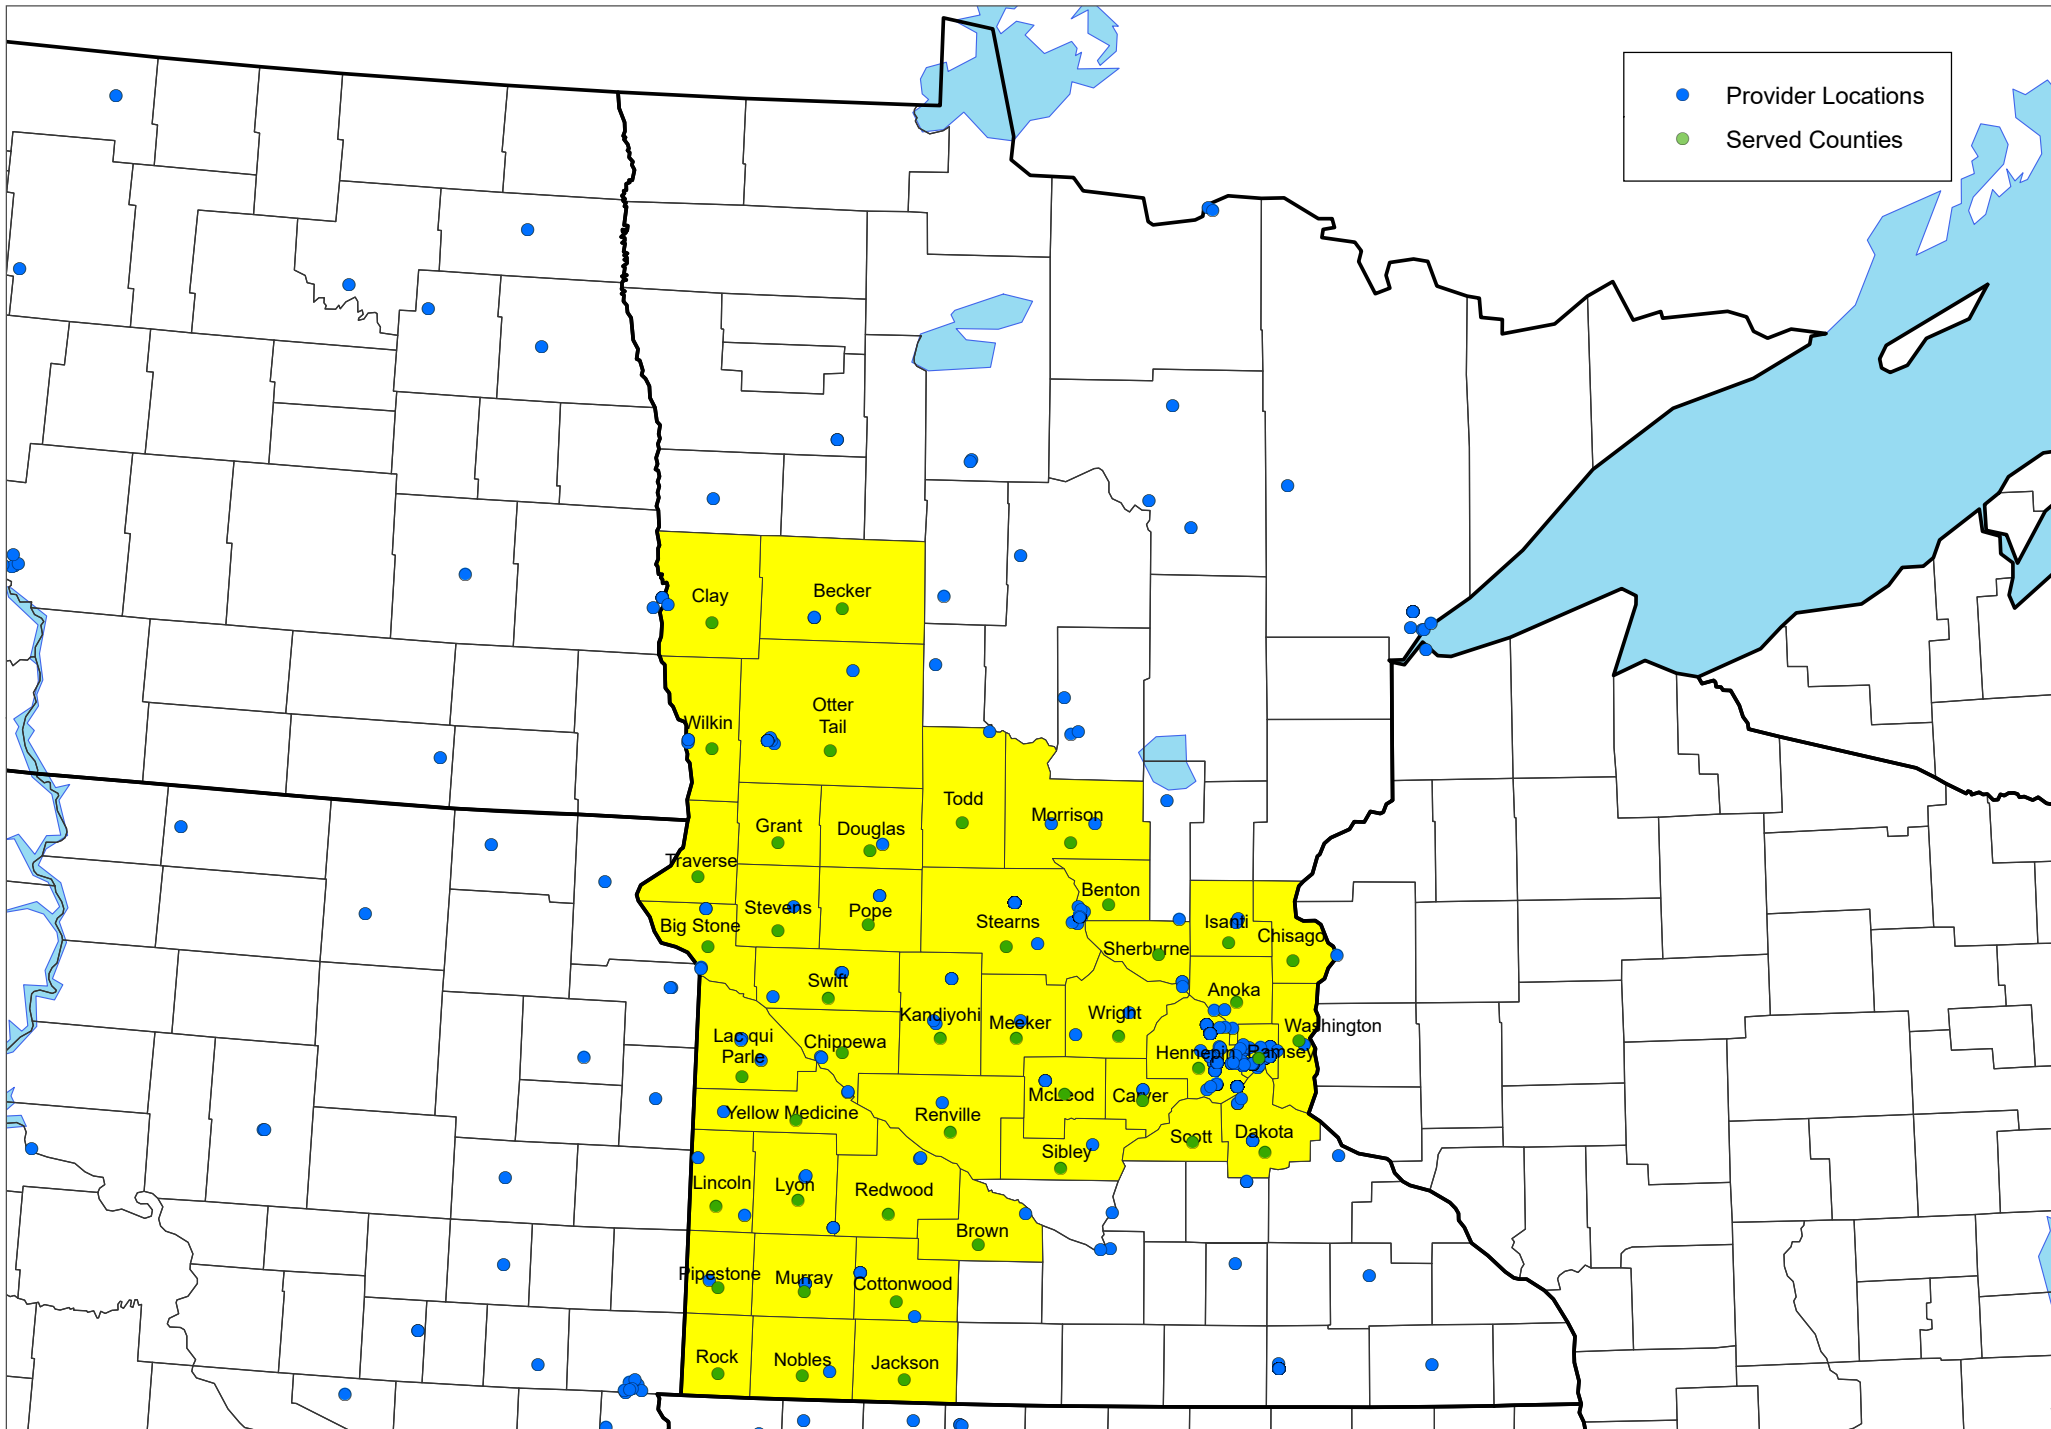 Provider Locations
Served Counties
Clay
Becker
Otter
Tail
Wilkin
Todd
Morrison
Grant
Douglas
Traverse
Benton
Stevens
Pope
Big Stone
Stearns
Isanti
Chisago
Sherburne
Swift
Anoka
Kandiyohi
Meeker
Wright
Washington
Lac qui
Parle
Chippewa
Hennepin
Ramsey
McLeod
Carver
Yellow Medicine
Renville
Scott
Dakota
Sibley
Lincoln
Lyon
Redwood
Brown
Pipestone
Murray
Cottonwood
Rock
Nobles
Jackson